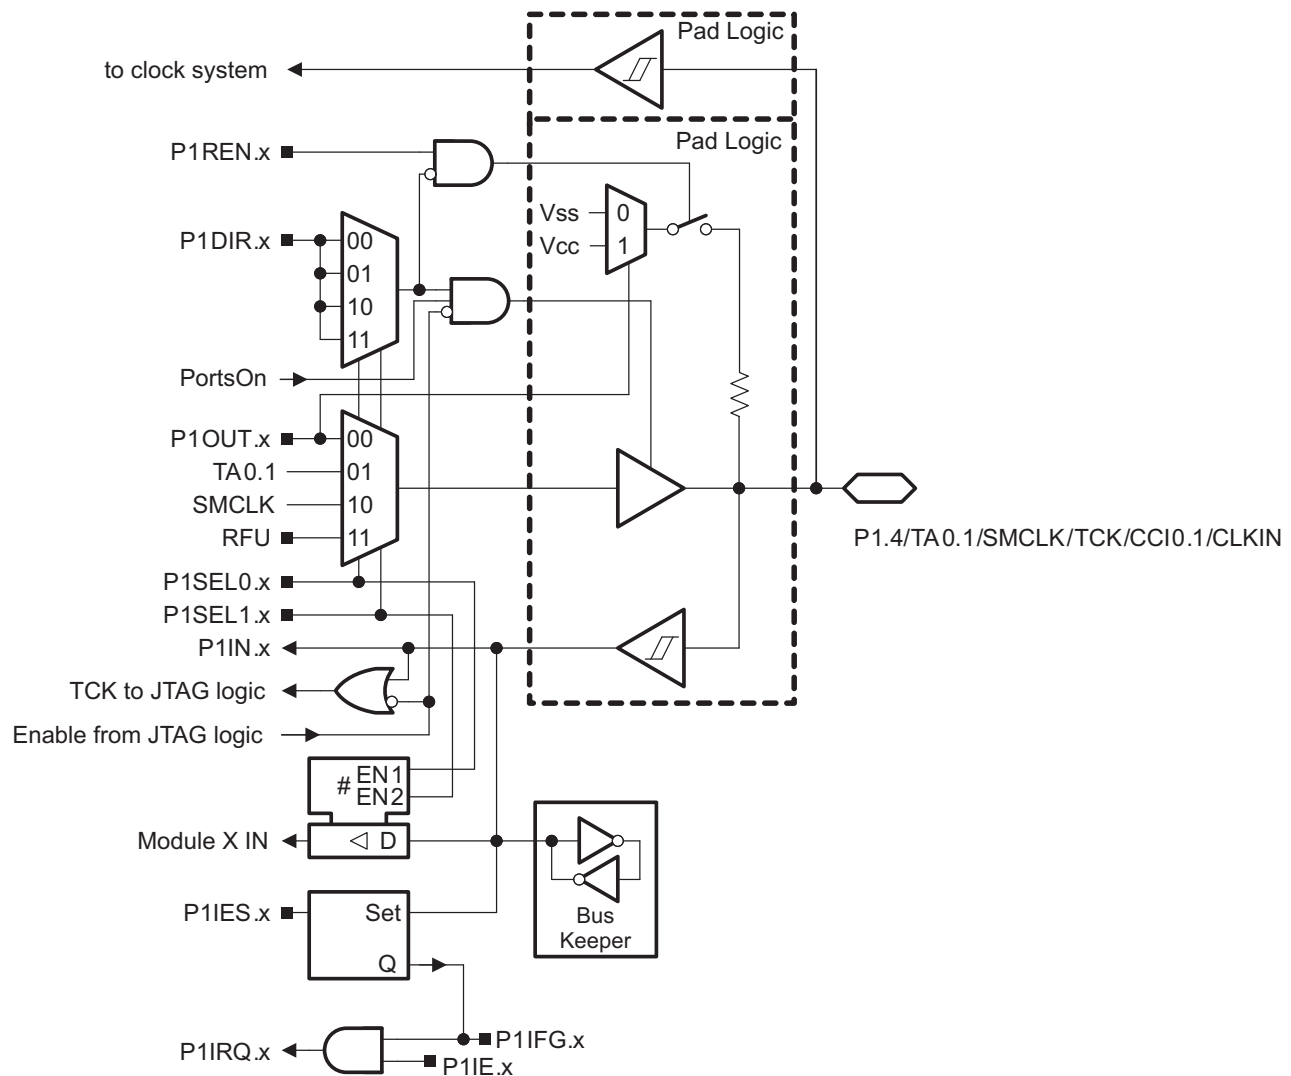 Pad Logic
to clock system
Pad Logic
P1REN.x
Vss
0
P1DIR.x
00
Vcc
1
01
10
11
PortsOn
P1OUT.x
00
TA0.1
01
SMCLK
10
RFU
11
P1.4/TA0.1/SMCLK/TCK/CCI0.1/CLKIN
P1SEL0.x
P1SEL1.x
P1IN.x
TCK to JTAG logic
Enable from JTAG logic
# EN1
EN2
Module X IN
D
P1IES.x
Set
Bus
Keeper
Q
P1IFG.x
P1IRQ.x
P1IE.x